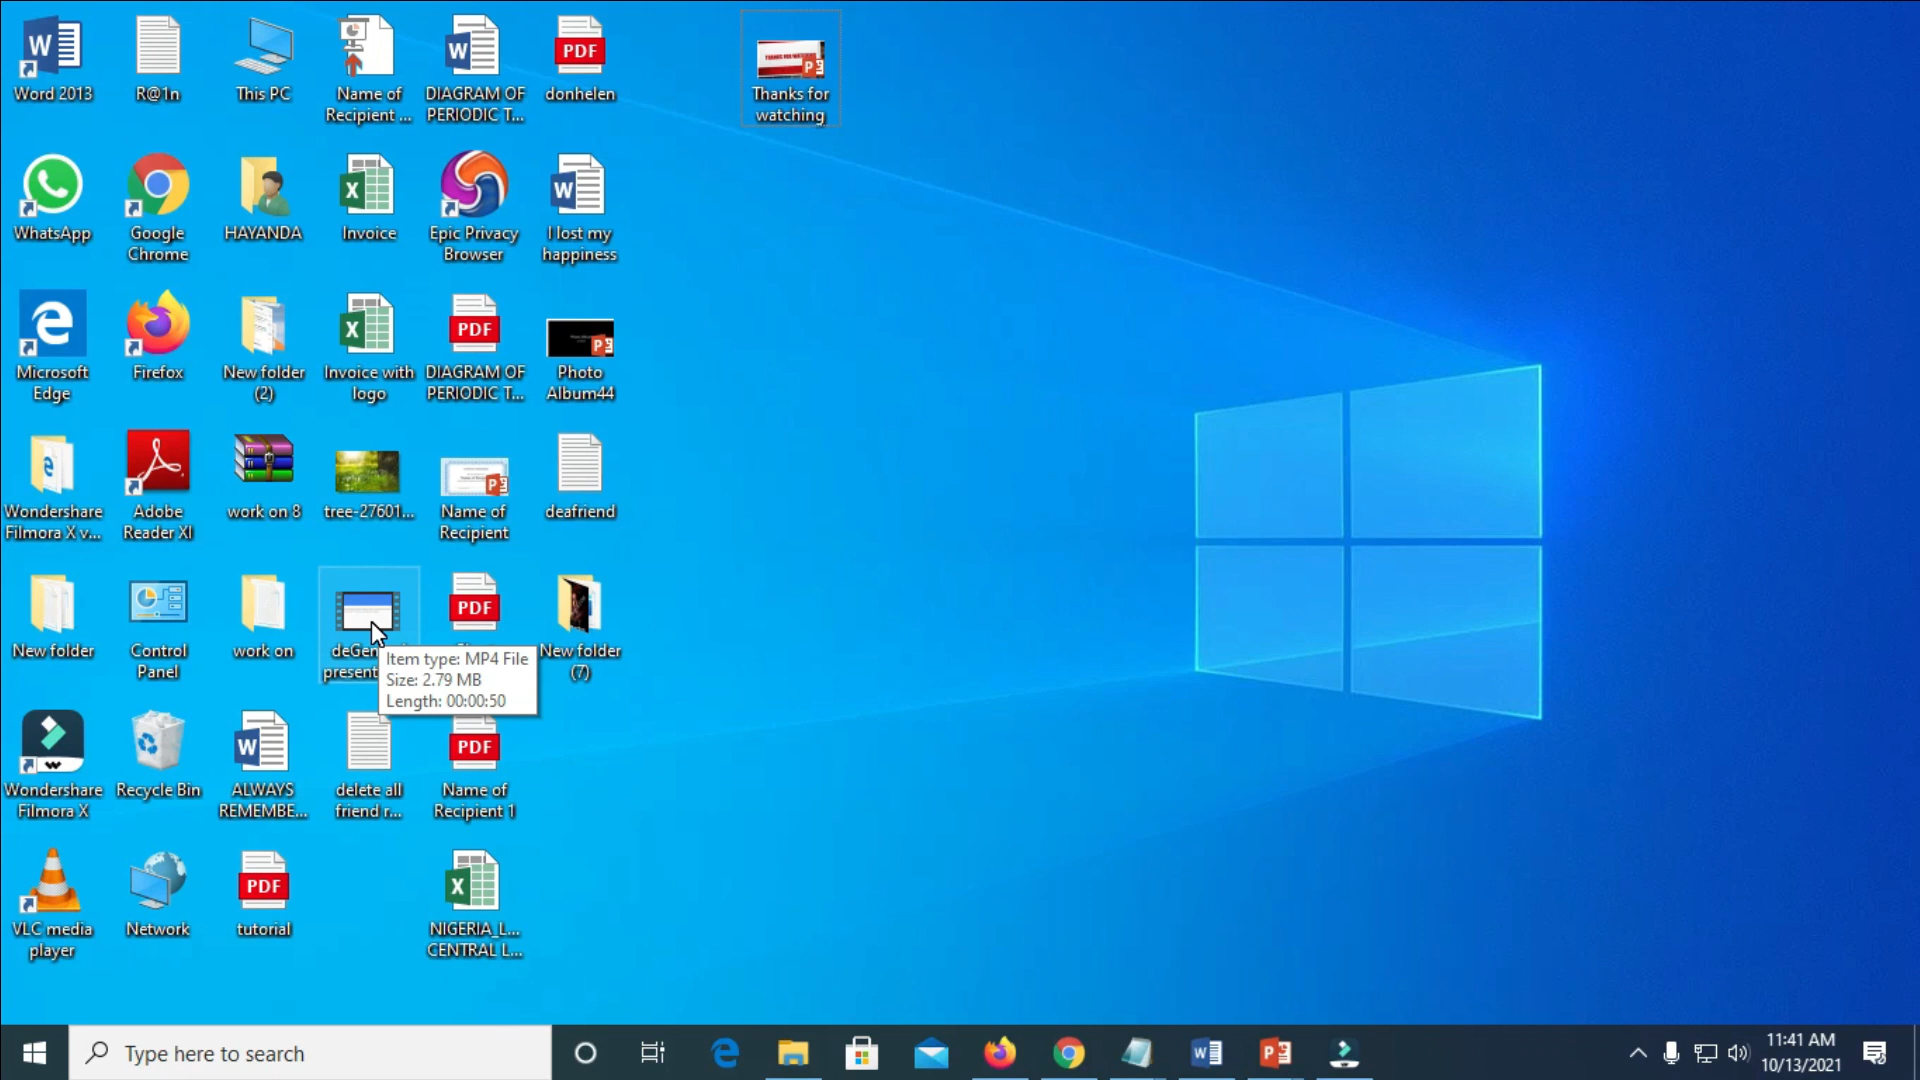 Word 2013
R@1n
This PC
Name of
Recipient ...
DIAGRAM OF
PERIODIC T...
PDF
donhelen
Thanks for
watching
WhatsApp
Google
Chrome
HAYANDA
Invoice
Epic Privacy
Browser
I lost my
happiness
Microsoft
Edge
Firefox
New folder
(2)
Invoice with
logo
PDF
DIAGRAM OF
PERIODIC T...
Photo
Album44
Wondershare
Filmora X v...
Adobe
Reader XI
work on 8
tree-27601...
Name of
Recipient
deafriend
New folder
Control
Panel
work on
PDF
New folder
(7)
Item type: MP4 File
Size: 2.79 MB
Length: 00:00:50
Wondershare
Filmora X
Recycle Bin
ALWAYS
REMEMBE...
delete all
friend r...
PDF
Name of
Recipient 1
VLC media
player
Network
PDF
tutorial
NIGERIA_L...
CENTRAL L...
Type here to search
11:41 AM
10/13/2021